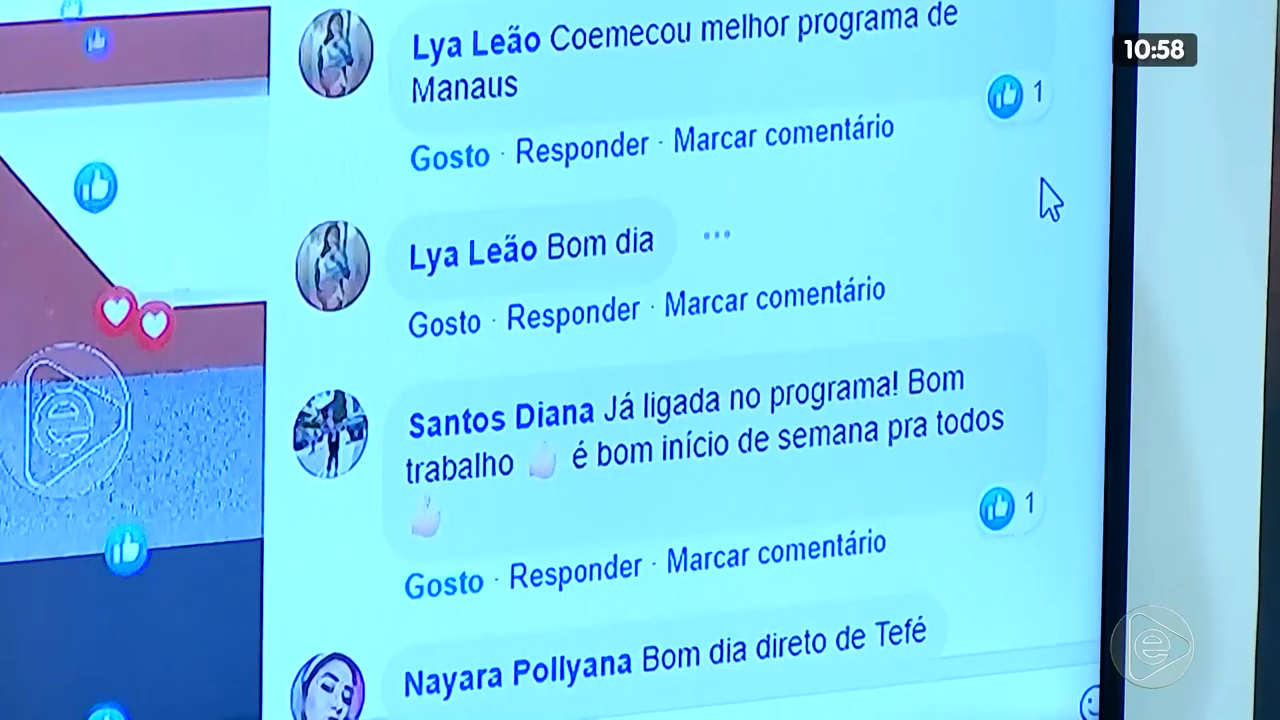 10:58
Lya Leão Coemecou melhor programa de
Manaus
1
Gosto · Responder · Marcar comentário
Lya Leão Bom dia
Gosto · Responder · Marcar comentário
Santos Diana Já ligada no programa! Bom
trabalho 👍 é bom início de semana pra todos
👍
1
Gosto · Responder · Marcar comentário
Nayara Pollyana Bom dia direto de Tefé
e
e